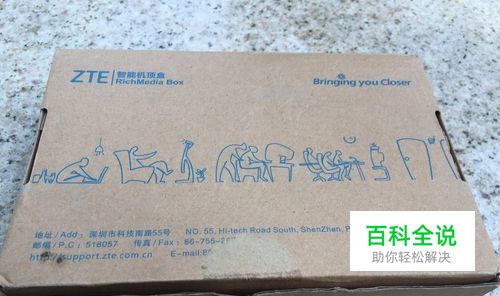 ZTE 智能机顶盒
RichMedia Box
Bringing you Closer
地址/Add: 深圳市科技南路55号 NO. 55, Hi-tech Road South, ShenZhen, P
邮编/P.C: 518057 传真/Fax: 86-755-26
http://support.zte.com.cn E-mail:
百科全说
助你轻松解决